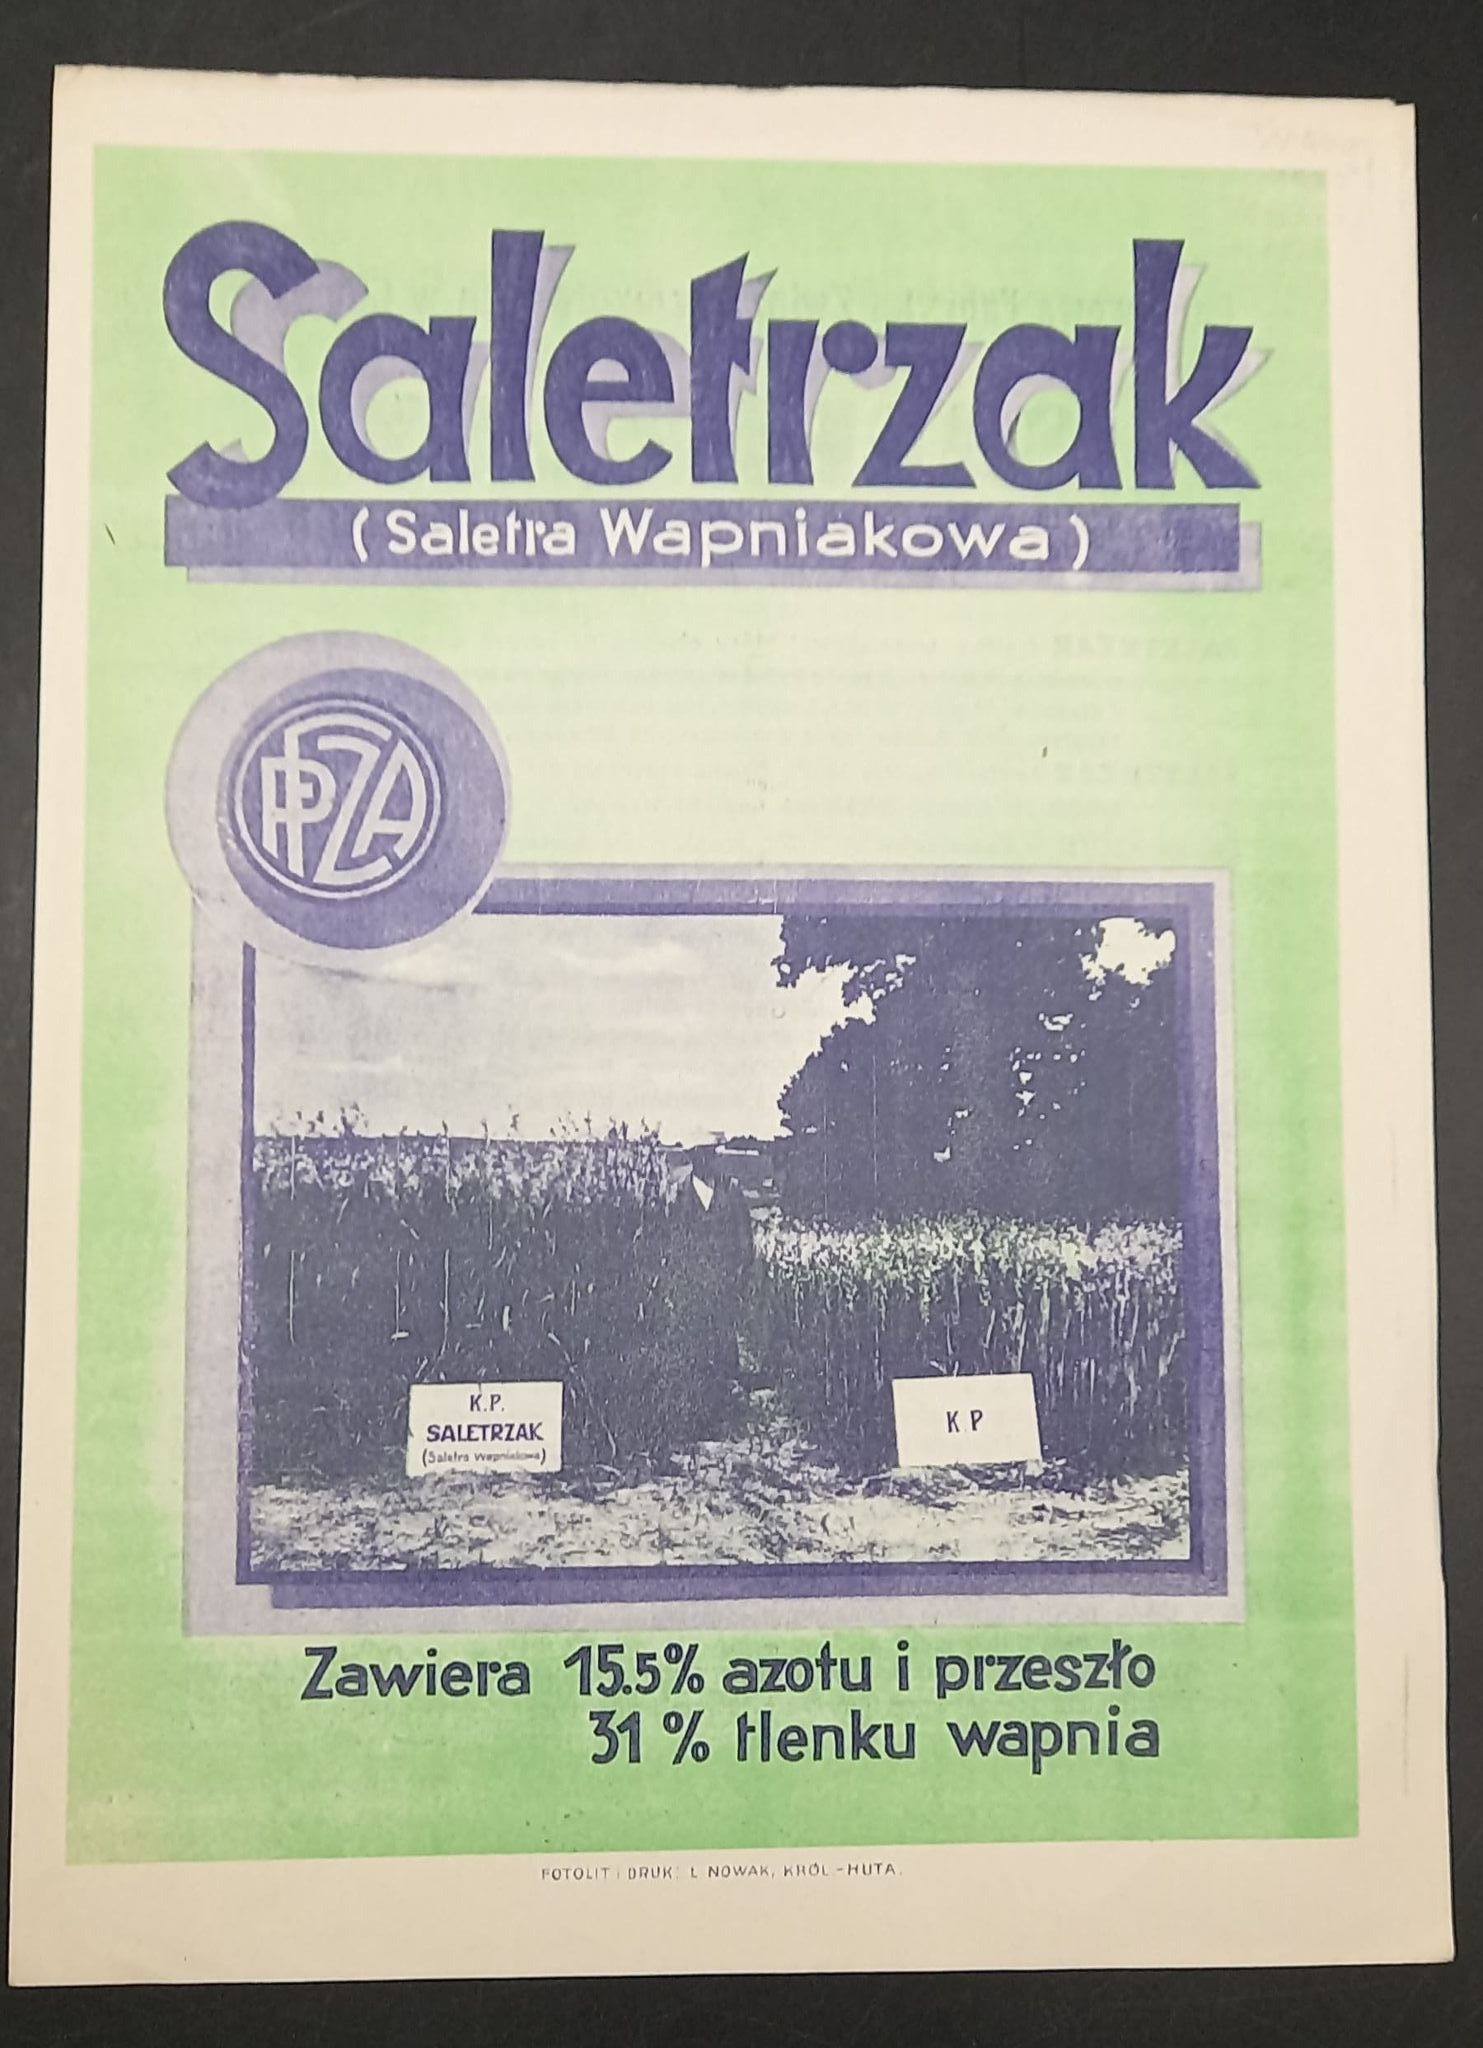 Saletrzak
(Saletra Wapniakowa)
PFZA
K.P.
SALETRZAK
(Saletra Wapniakowa)
K P
Zawiera 15.5% azotu i przeszło
31 % tlenku wapnia
FOTOLIT i DRUK: L NOWAK, KRÓL.-HUTA.